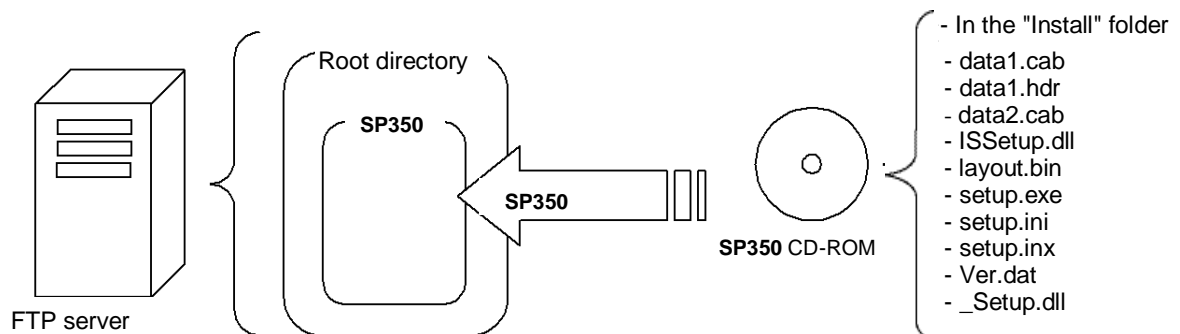 Root directory
SP350
SP350
FTP server
SP350 CD-ROM
- In the "Install" folder
- data1.cab
- data1.hdr
- data2.cab
- ISSetup.dll
- layout.bin
- setup.exe
- setup.ini
- setup.inx
- Ver.dat
- _Setup.dll